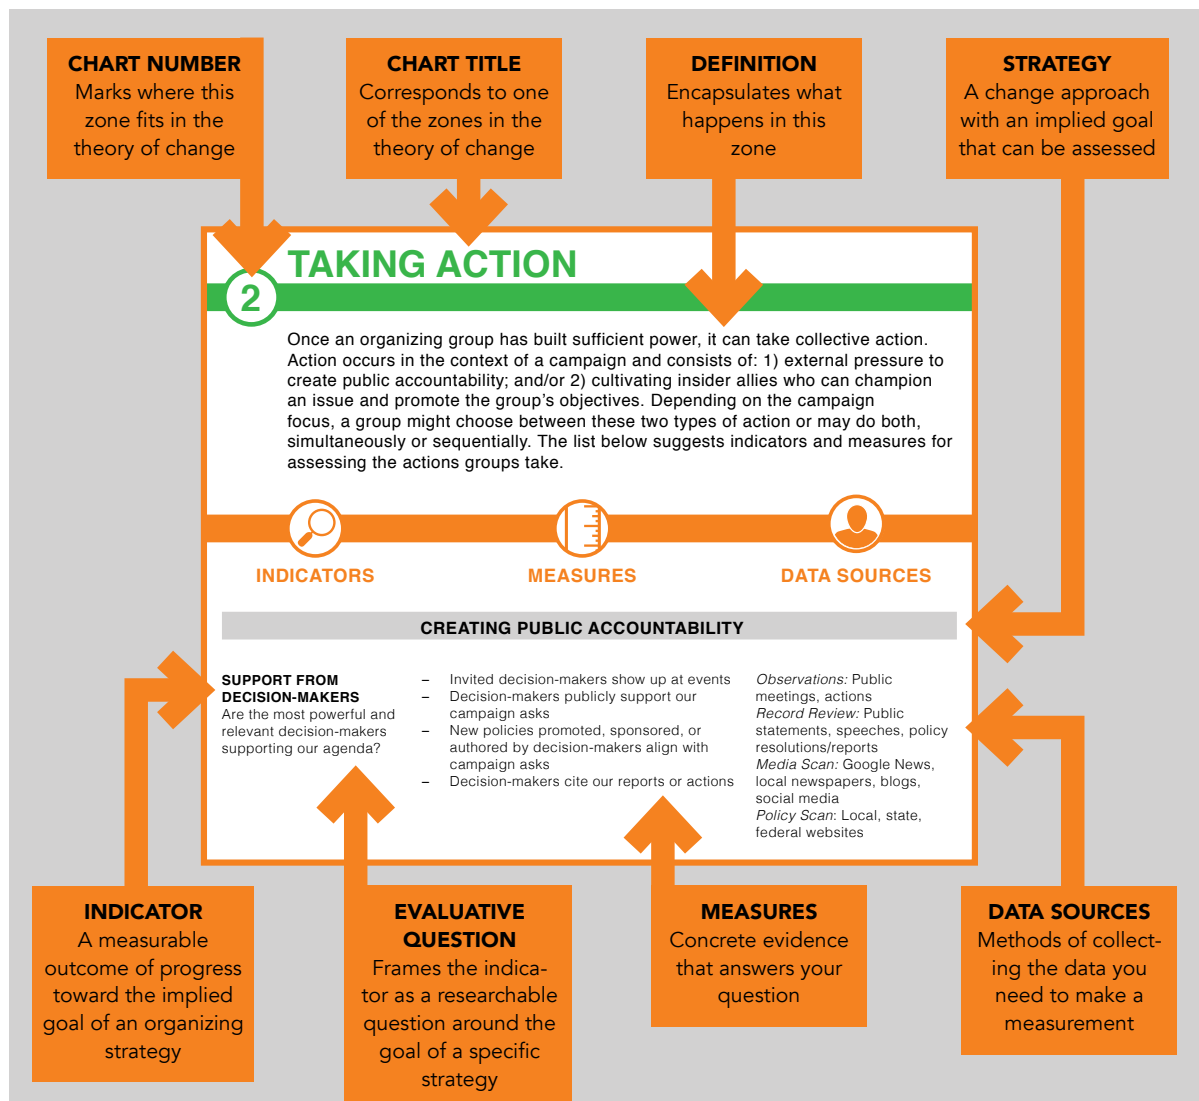 CHART NUMBER
Marks where this
zone fits in the
theory of change
CHART TITLE
Corresponds to one
of the zones in the
theory of change
DEFINITION
Encapsulates what
happens in this
zone
STRATEGY
A change approach
with an implied goal
that can be assessed
TAKING ACTION
2
Once an organizing group has built sufficient power, it can take collective action.
Action occurs in the context of a campaign and consists of: 1) external pressure to
create public accountability; and/or 2) cultivating insider allies who can champion
an issue and promote the group's objectives. Depending on the campaign
focus, a group might choose between these two types of action or may do both,
simultaneously or sequentially. The list below suggests indicators and measures for
assessing the actions groups take.
INDICATORS
MEASURES
DATA SOURCES
CREATING PUBLIC ACCOUNTABILITY
SUPPORT FROM
DECISION-MAKERS
Are the most powerful and
relevant decision-makers
supporting our agenda?
– Invited decision-makers show up at events
– Decision-makers publicly support our
campaign asks
– New policies promoted, sponsored, or
authored by decision-makers align with
campaign asks
– Decision-makers cite our reports or actions
Observations: Public
meetings, actions
Record Review: Public
statements, speeches, policy
resolutions/reports
Media Scan: Google News,
local newspapers, blogs,
social media
Policy Scan: Local, state,
federal websites
INDICATOR
A measurable
outcome of progress
toward the implied
goal of an organizing
strategy
EVALUATIVE
QUESTION
Frames the indica-
tor as a researchable
question around the
goal of a specific
strategy
MEASURES
Concrete evidence
that answers your
question
DATA SOURCES
Methods of collect-
ing the data you
need to make a
measurement